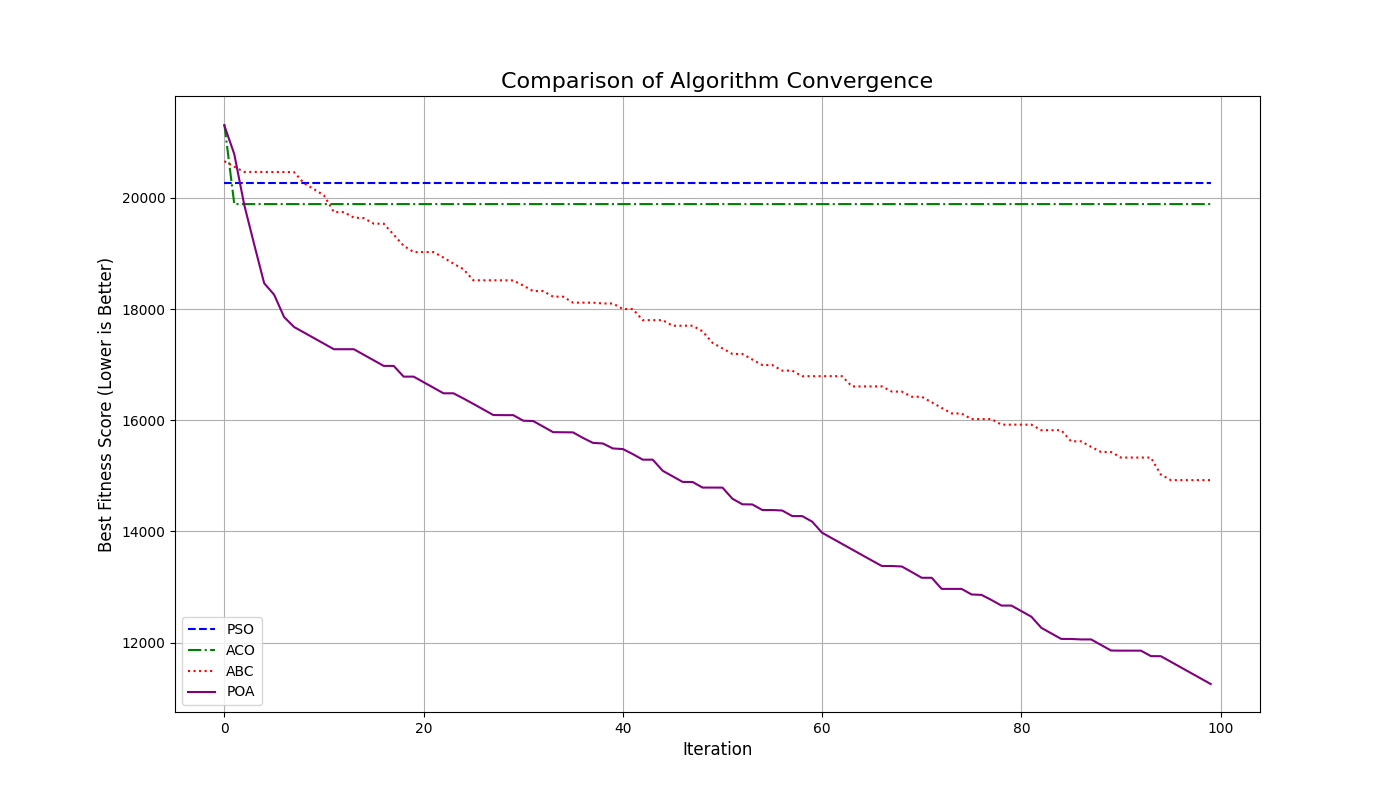 Comparison of Algorithm Convergence
Best Fitness Score (Lower is Better)
20000
18000
16000
14000
12000
PSO
ACO
ABC
POA
0 20 40 60 80 100
Iteration